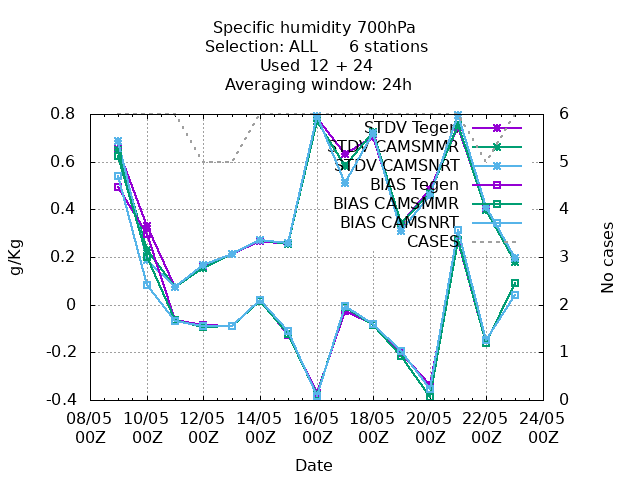 Specific humidity 700hPa
Selection: ALL 6 stations
Used 12 + 24
Averaging window: 24h
0.8
0.6
0.4
0.2
0
-0.2
-0.4
g/Kg
6
5
4
3
2
1
0
No cases
STDV Tegen
STDV CAMSMMR
STDV CAMSNRT
BIAS Tegen
BIAS CAMSMMR
BIAS CAMSNRT
CASES
08/05 10/05 12/05 14/05 16/05 18/05 20/05 22/05 24/05
00Z 00Z 00Z 00Z 00Z 00Z 00Z 00Z 00Z
Date